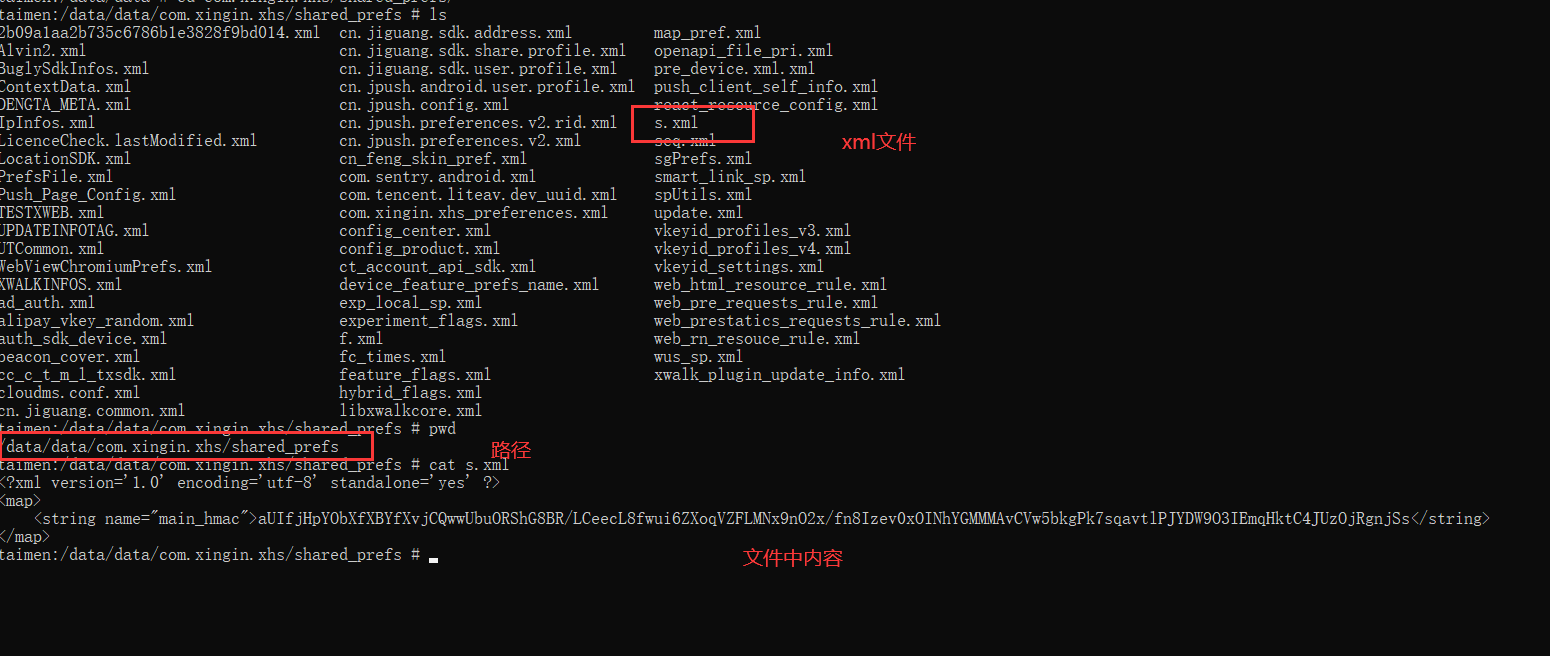 taimen:/data/data/com.xingin.xhs/shared_prefs # ls
2b09a1aa2b735c6786b1e3828f9bd014.xml cn.jiguang.sdk.address.xml map_pref.xml
Alvin2.xml cn.jiguang.sdk.share.profile.xml openapi_file_pri.xml
BuglySdkInfos.xml cn.jiguang.sdk.user.profile.xml pre_device.xml.xml
ContextData.xml cn.jpush.android.user.profile.xml push_client_self_info.xml
DENGTA_META.xml cn.jpush.config.xml react_resource_config.xml
IpInfos.xml cn.jpush.preferences.v2.rid.xml s.xml
LicenceCheck.lastModified.xml cn.jpush.preferences.v2.xml seq.xml
xml文件
LocationSDK.xml cn_feng_skin_pref.xml sgPrefs.xml
PrefsFile.xml com.sentry.android.xml smart_link_sp.xml
Push_Page_Config.xml com.tencent.liteav.dev_uuid.xml spUtils.xml
TESTXWEB.xml com.xingin.xhs_preferences.xml update.xml
UPDATEINFOTAG.xml config_center.xml vkeyid_profiles_v3.xml
UTCommon.xml config_product.xml vkeyid_profiles_v4.xml
WebViewChromiumPrefs.xml ct_account_api_sdk.xml vkeyid_settings.xml
XWALKINFOS.xml device_feature_prefs_name.xml web_html_resource_rule.xml
ad_auth.xml exp_local_sp.xml web_pre_requests_rule.xml
alipay_vkey_random.xml experiment_flags.xml web_prestatics_requests_rule.xml
auth_sdk_device.xml f.xml web_rn_resouce_rule.xml
beacon_cover.xml fc_times.xml wus_sp.xml
cc_c_t_m_l_txsdk.xml feature_flags.xml xwalk_plugin_update_info.xml
cloudms.conf.xml hybrid_flags.xml
cn.jiguang.common.xml libxwalkcore.xml
taimen:/data/data/com.xingin.xhs/shared_prefs # pwd
/data/data/com.xingin.xhs/shared_prefs
路径
taimen:/data/data/com.xingin.xhs/shared_prefs # cat s.xml
<?xml version='1.0' encoding='utf-8' standalone='yes' ?>
<map>
<string name="main_hmac">aUIfjHpYObXfXBYfXvjCQwwUbuORShG8BR/LCeecL8fwui6ZXoqVZFLMNx9nO2x/fn8Izev0xOINhYGMMMAvCVw5bkgPk7sqavtlPJYDW9O3IEmqHktC4JUzOjRgnjSs</string>
</map>
taimen:/data/data/com.xingin.xhs/shared_prefs #
文件中内容